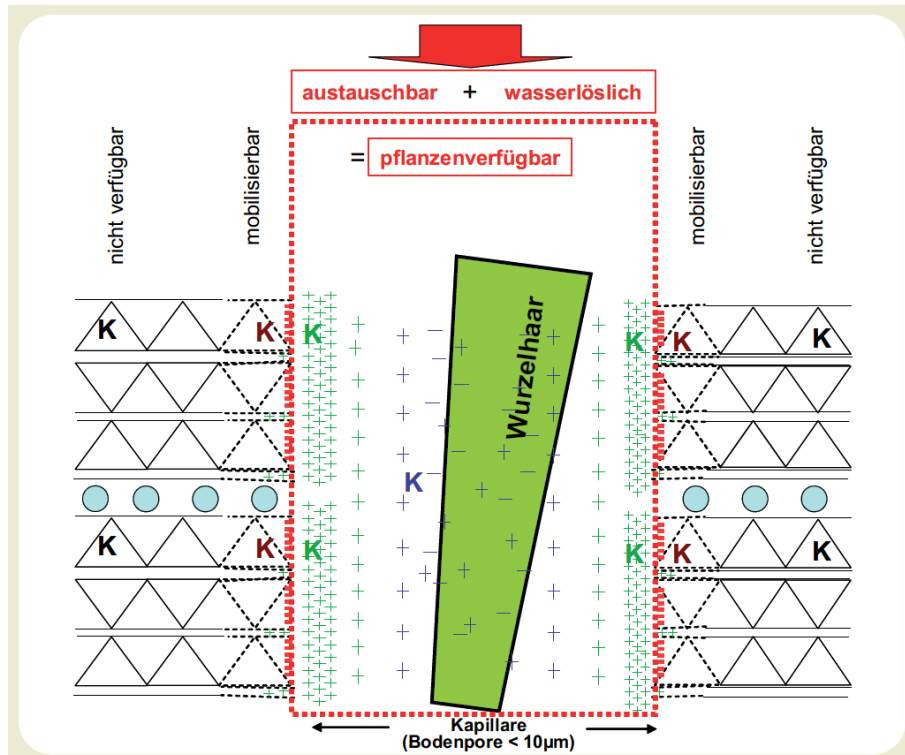 austauschbar + wasserlöslich
= pflanzenverfügbar
nicht verfügbar
mobilisierbar
mobilisierbar
nicht verfügbar
Wurzelhaar
K K K K K K
K
K K K K K K
Kapillare
(Bodenpore < 10µm)